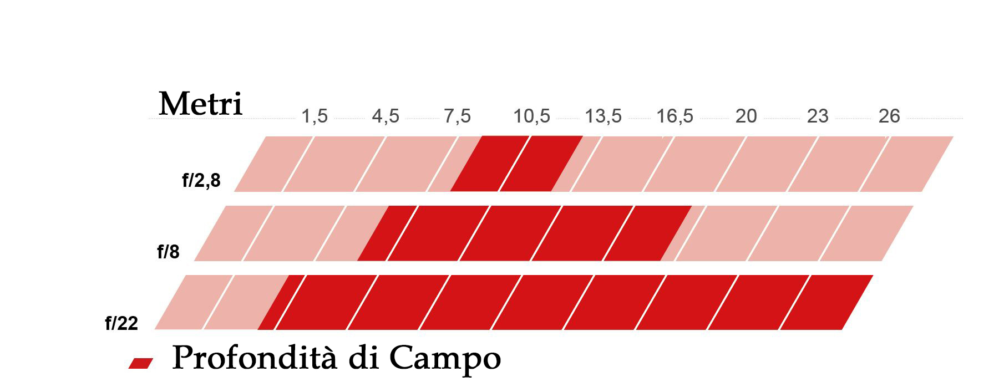 Metri
1,5 4,5 7,5 10,5 13,5 16,5 20 23 26
f/2,8
f/8
f/22
Profondità di Campo